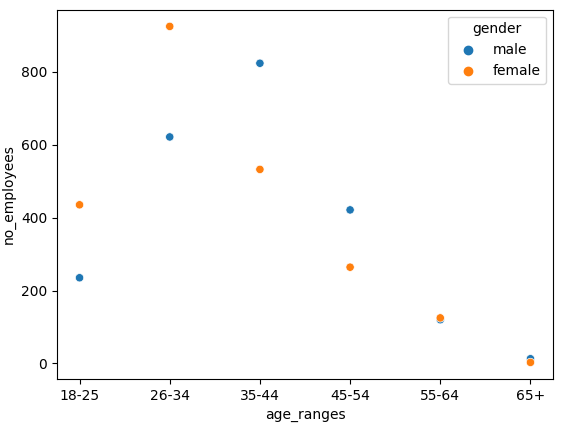 gender
male
female
800
600
400
200
0
no_employees
18-25 26-34 35-44 45-54 55-64 65+
age_ranges